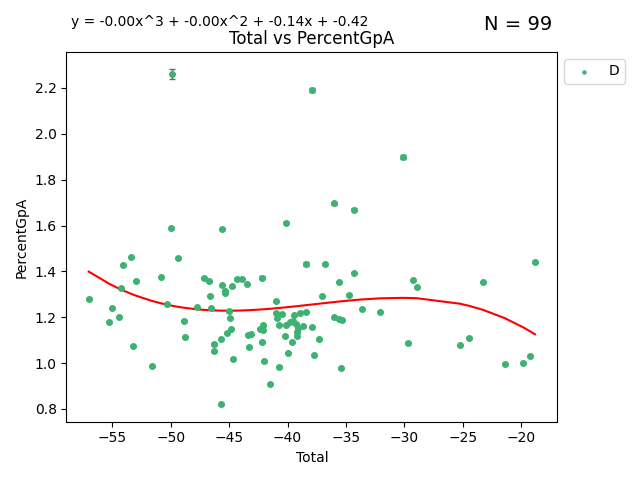 y = -0.00x^3 + -0.00x^2 + -0.14x + -0.42
N = 99
Total vs PercentGpA
D
PercentGpA
2.2
2.0
1.8
1.6
1.4
1.2
1.0
0.8
−55 −50 −45 −40 −35 −30 −25 −20
Total